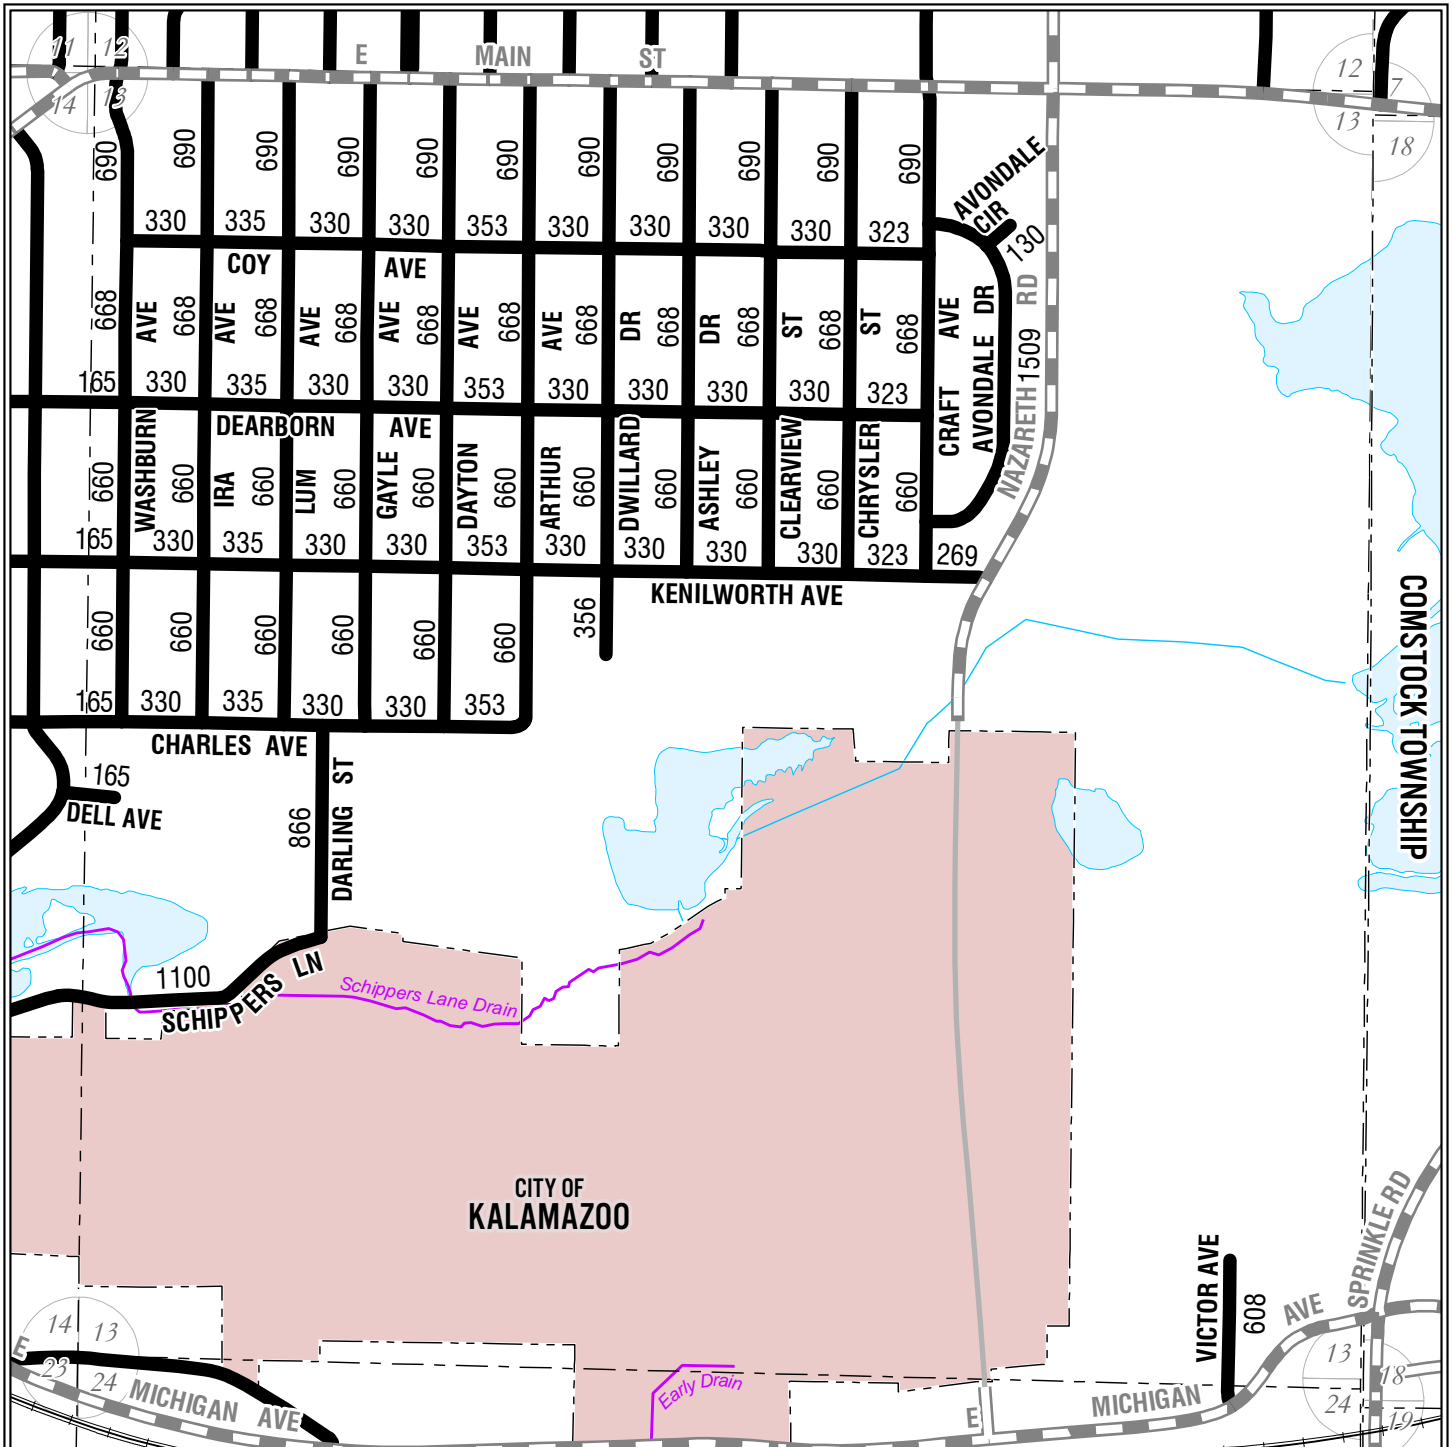 11 12
14 13
E MAIN ST
12
7
13
18
690 690 690 690 690 690 690 690 690 690 690
AVONDALE
CIR
130
330 335 330 330 353 330 330 330 330 323
COY AVE
668 668 668 668 668 668 668 668 668 668 668
AVE AVE AVE AVE AVE AVE DR DR ST ST
CRAFT AVE
AVONDALE DR
NAZARETH RD
1509
165 330 335 330 330 353 330 330 330 330 323
DEARBORN AVE
WASHBURN IRA LUM GAYLE DAYTON ARTHUR DWILLARD ASHLEY CLEARVIEW CHRYSLER
660 660 660 660 660 660 660 660 660 660 660
165 330 335 330 330 353 330 330 330 330 323 269
KENILWORTH AVE
660 660 660 660 660 660 356
165 330 335 330 330 353
CHARLES AVE
COMSTOCK TOWNSHIP
165
DELL AVE
866
DARLING ST
1100
SCHIPPERS LN
Schippers Lane Drain
CITY OF
KALAMAZOO
SPRINKLE RD
VICTOR AVE
608
14 13
23 24
E MICHIGAN AVE
Early Drain
E MICHIGAN AVE
13 18
24 19